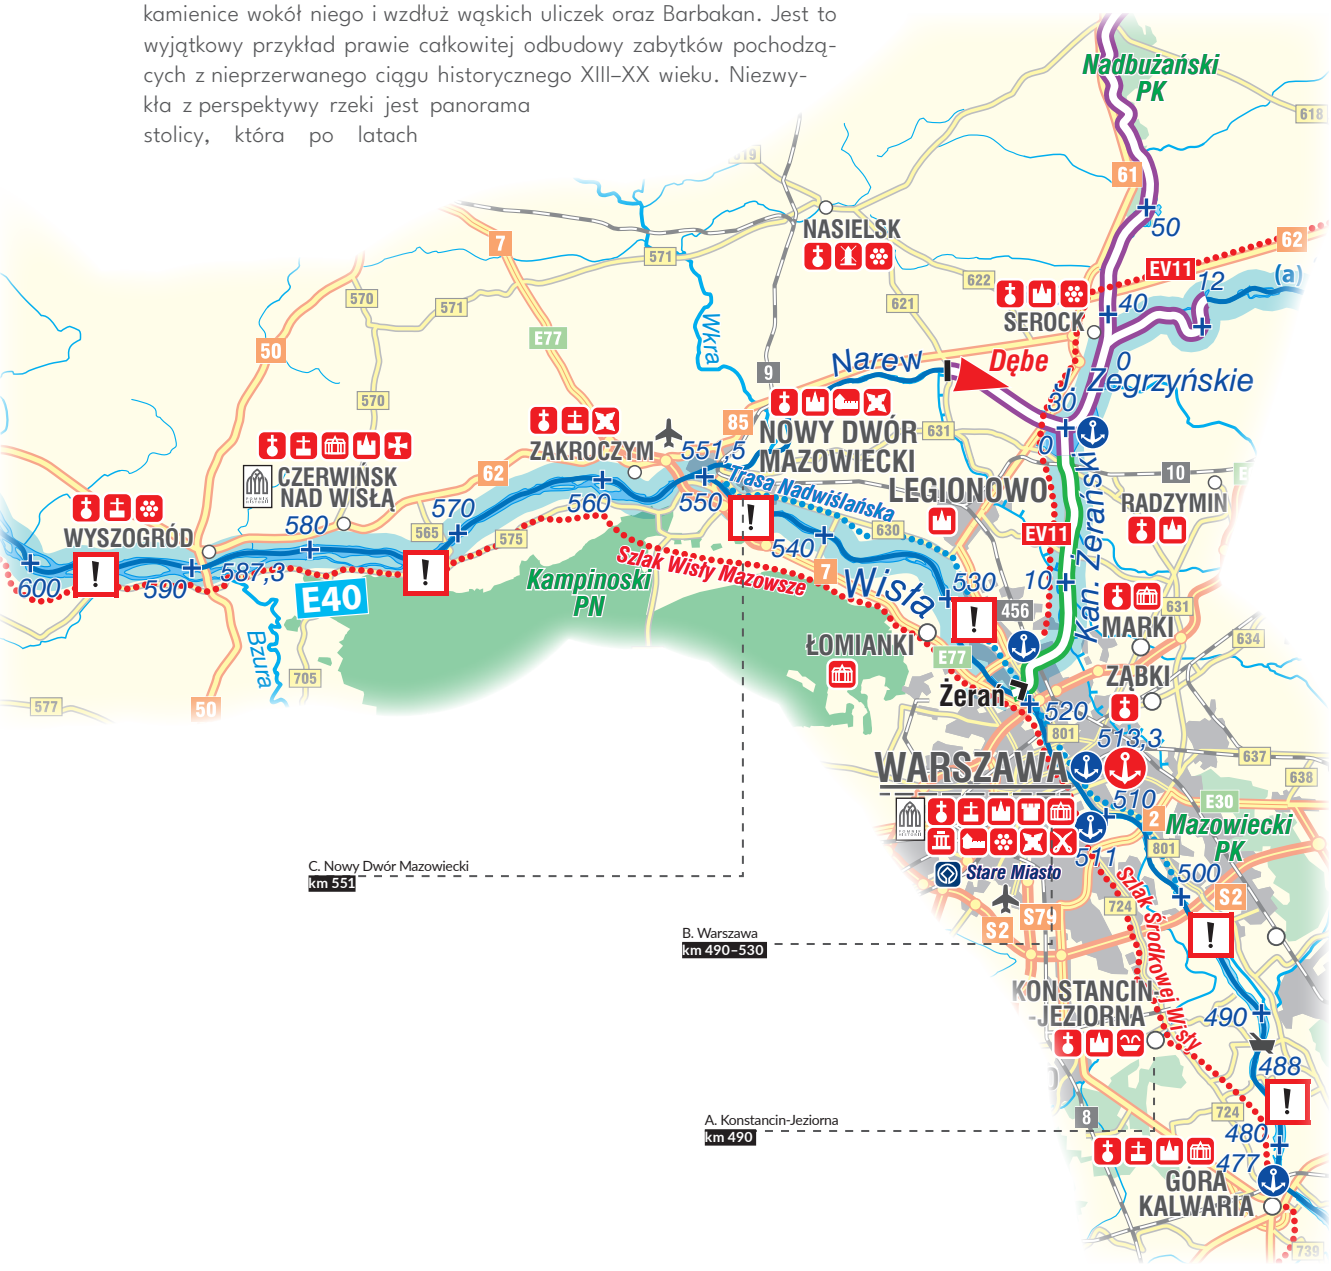 kamienice wokół niego i wzdłuż wąskich uliczek oraz Barbakan. Jest to
wyjątkowy przykład prawie całkowitej odbudowy zabytków pochodzą-
cych z nieprzerwanego ciągu historycznego XIII–XX wieku. Niezwy-
kła z perspektywy rzeki jest panorama
stolicy, która po latach
Nadbużański
PK
618
619
61
50
NASIELSK
7
571
62
EV11
12
(a)
622
570
571
621
40
SEROCK
E77
Wkra
50
Narew
Dębe
0
J. Zegrzyńskie
9
570
30
85
NOWY DWÓR
MAZOWIECKI
631
0
ZAKROCZYM
551,5
62
CZERWIŃSK
NAD WISŁĄ
Trasa Nadwiślańska
LEGIONOWO
10
RADZYMIN
570
560
550
580
565
575
630
WYSZOGRÓD
EV11
Kan. Żerański
540
Szlak Wisły Mazowsze
7
Wisła
530
10
600
590
587,3
E40
Kampinoski
PN
456
631
MARKI
634
Bzura
ŁOMIANKI
E77
705
ZĄBKI
Żerań
577
50
520
801
513,3
637
WARSZAWA
638
510
E30
2
Mazowiecki
PK
801
511
C. Nowy Dwór Mazowiecki
km 551
Stare Miasto
500
Szlak Środkowej Wisły
724
S2
S79
S2
B. Warszawa
km 490–530
KONSTANCIN-
-JEZIORNA
490
488
A. Konstancin-Jeziorna
km 490
8
724
480
477
GÓRA
KALWARIA
739